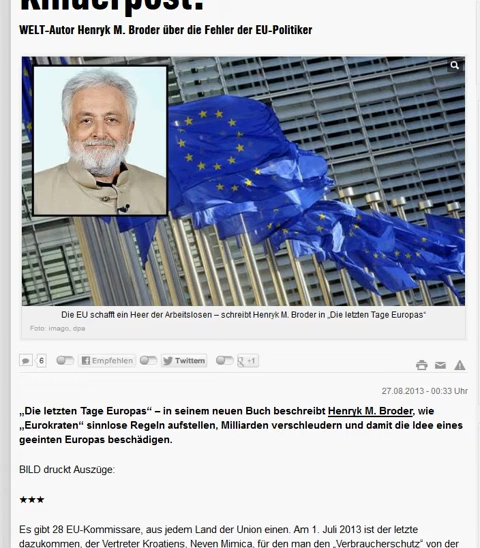 Kinderpost?
WELT-Autor Henryk M. Broder über die Fehler der EU-Politiker
Die EU schafft ein Heer der Arbeitslosen – schreibt Henryk M. Broder in „Die letzten Tage Europas“
Foto: imago, dpa
6 Empfehlen Twittern +1
27.08.2013 - 00:33 Uhr
„Die letzten Tage Europas“ – in seinem neuen Buch beschreibt Henryk M. Broder, wie
„Eurokraten“ sinnlose Regeln aufstellen, Milliarden verschleudern und damit die Idee eines
geeinten Europas beschädigen.
BILD druckt Auszüge:
★★★
Es gibt 28 EU-Kommissare, aus jedem Land der Union einen. Am 1. Juli 2013 ist der letzte
dazukommen, der Vertreter Kroatiens, Neven Mimica, für den man den „Verbraucherschutz“ von der